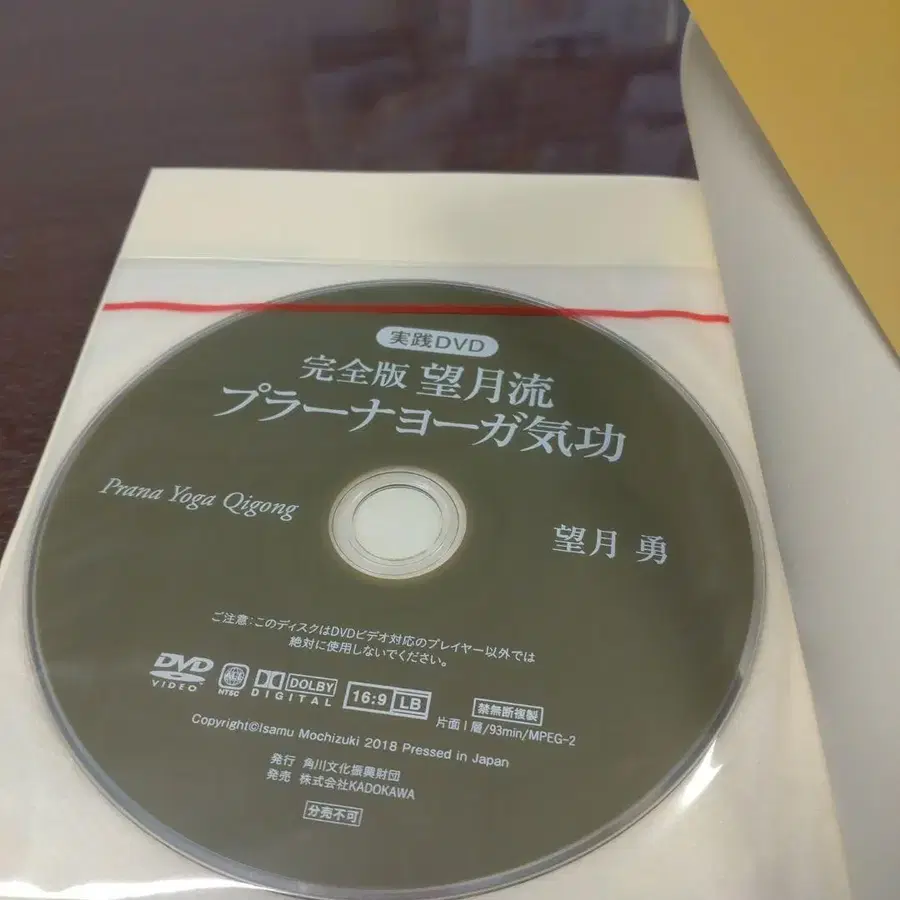 実践DVD
完全版 望月流
プラーナヨーガ気功
Prana Yoga Qigong
望月 勇
ご注意:このディスクはDVDビデオ対応のプレイヤー以外では
絶対に使用しないでください。
DVD
VIDEO
NTSC
DOLBY
DIGITAL
16:9 LB
禁無断複製
片面1層/93min/MPEG-2
Copyright©Isamu Mochizuki 2018 Pressed in Japan
発行 角川文化振興財団
発売 株式会社KADOKAWA
分売不可